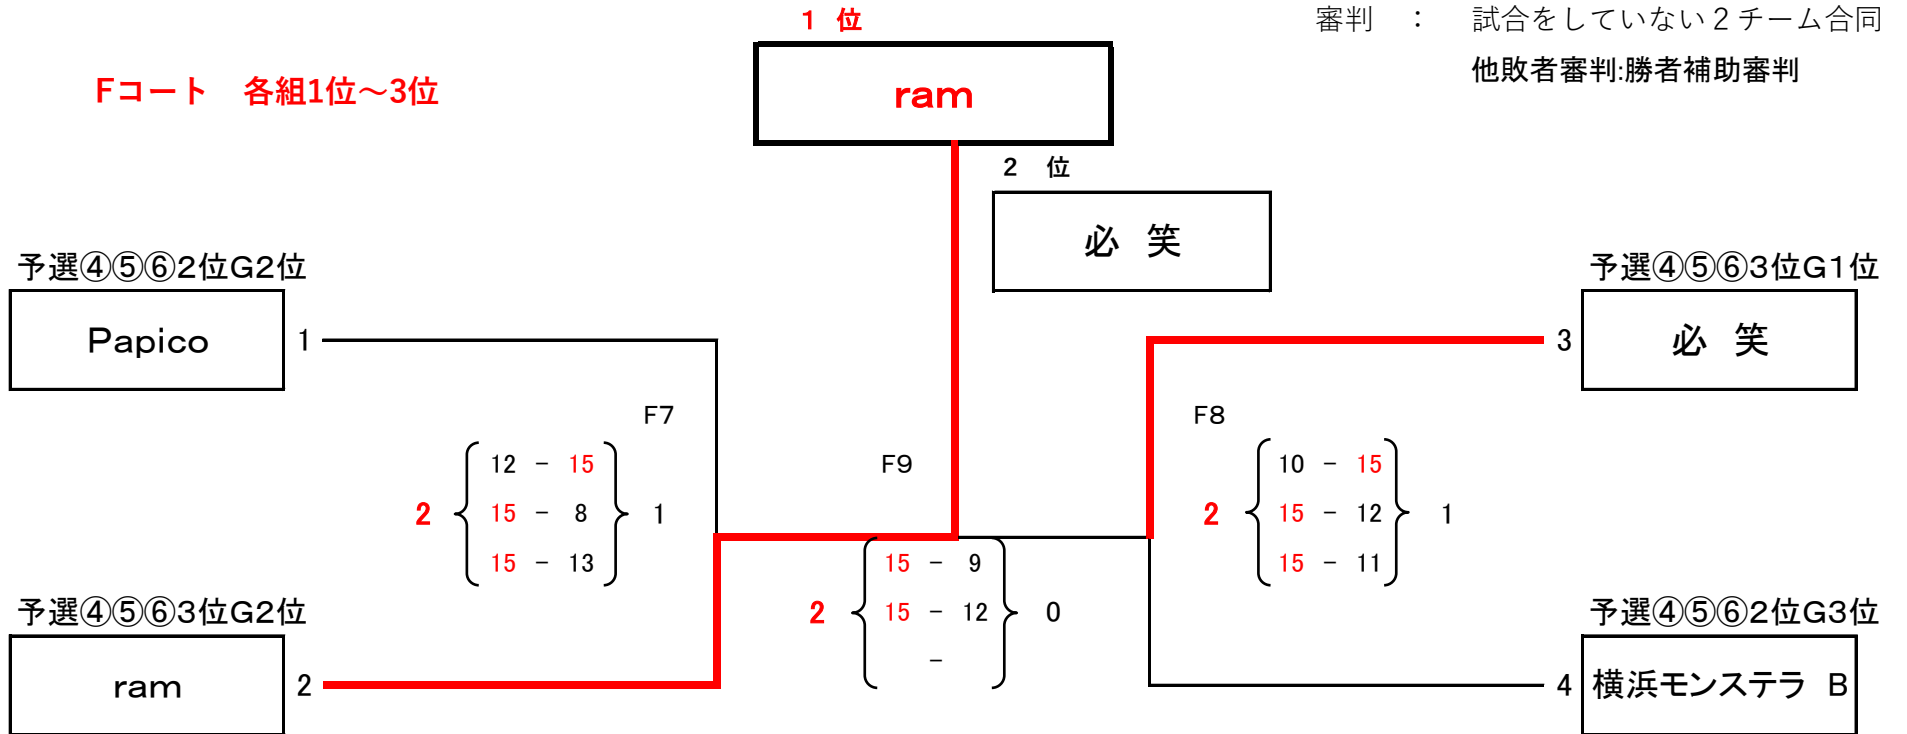 1 位
審判 ： 試合をしていない２チーム合同
Fコート 各組1位～3位
ram
他敗者審判:勝者補助審判
2 位
必 笑
予選④⑤⑥2位G2位
予選④⑤⑥3位G1位
Papico 1
3 必 笑
F7
F8
12 - 15
F9
10 - 15
2 15 - 8 1
2 15 - 12 1
15 - 13
15 - 9
15 - 11
予選④⑤⑥3位G2位
2 15 - 12 0
予選④⑤⑥2位G3位
-
ram 2
4 横浜モンステラ B